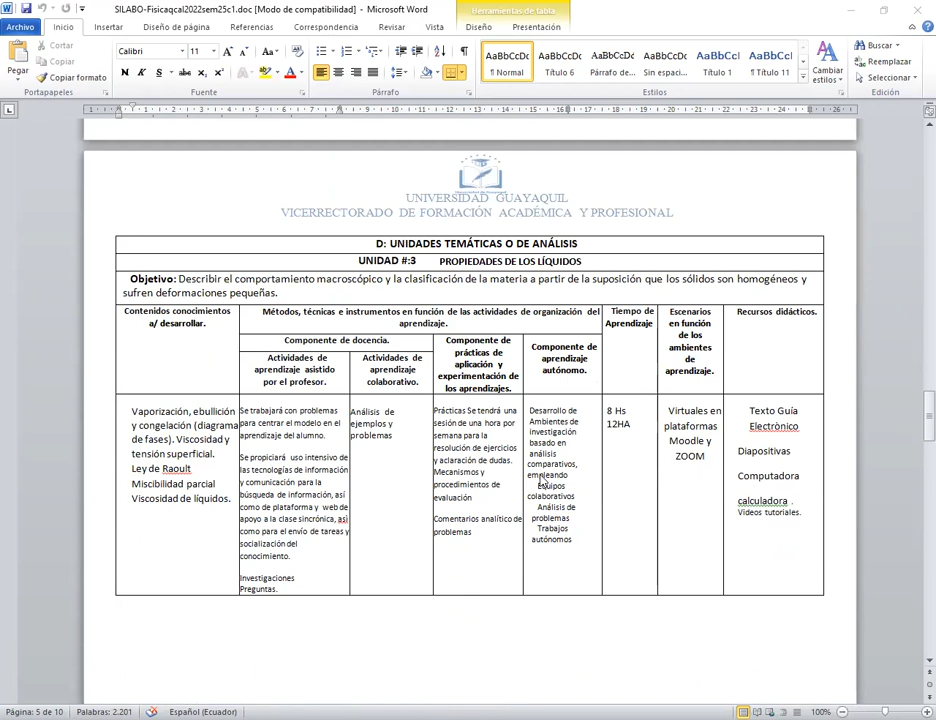 SILABO-Fisicaqcal2022sem25c1.doc [Modo de compatibilidad] - Microsoft Word
Herramientas de tabla
Archivo Inicio Insertar Diseño de página Referencias Correspondencia Revisar Vista Diseño Presentación
Pegar
Cortar
Copiar
Copiar formato
Portapapeles
Calibri 11
Fuente
Párrafo
AaBbCcDc AaBbCcDc AaBbCcDc AaBbCcDc AaBbCcI AaBbCcI
¶ Normal Título 6 Párrafo de... Sin espaci... Título 1 ¶ Título 11
Cambiar estilos
Estilos
Buscar
Reemplazar
Seleccionar
Edición
UNIVERSIDAD GUAYAQUIL
VICERRECTORADO DE FORMACIÓN ACADÉMICA Y PROFESIONAL
D: UNIDADES TEMÁTICAS O DE ANÁLISIS
UNIDAD #:3 PROPIEDADES DE LOS LÍQUIDOS
Objetivo: Describir el comportamiento macroscópico y la clasificación de la materia a partir de la suposición que los sólidos son homogéneos y
sufren deformaciones pequeñas.
Contenidos conocimientos
a/ desarrollar.
Métodos, técnicas e instrumentos en función de las actividades de organización del
aprendizaje.
Componente de docencia.
Actividades de
aprendizaje asistido
por el profesor.
Actividades de
aprendizaje
colaborativo.
Componente de
prácticas de
aplicación y
experimentación de
los aprendizajes.
Componente de
aprendizaje
autónomo.
Tiempo de
Aprendizaje
Escenarios
en función
de los
ambientes
de
aprendizaje.
Recursos didácticos.
Vaporización, ebullición
y congelación (diagrama
de fases). Viscosidad y
tensión superficial.
Ley de Raoult
Miscibilidad parcial
Viscosidad de líquidos.
Se trabajará con problemas
para centrar el modelo en el
aprendizaje del alumno.
Se propiciará uso intensivo de
las tecnologías de información
y comunicación para la
búsqueda de información, así
como de plataforma y web de
apoyo a la clase sincrónica, asì
como para el envío de tareas y
socialización del
conocimiento.
Investigaciones
Preguntas.
Análisis de
ejemplos y
problemas
Prácticas Se tendrá una
sesión de una hora por
semana para la
resolución de ejercicios
y aclaración de dudas.
Mecanismos y
procedimientos de
evaluación
Comentarios analítico de
problemas
Desarrollo de
Ambientes de
investigación
basado en
análisis
comparativos,
empleando
Equipos
colaborativos
Análisis de
problemas
Trabajos
autónomos
8 Hs
12HA
Virtuales en
plataformas
Moodle y
ZOOM
Texto Guía
Electrònico
Diapositivas
Computadora
calculadora .
Videos tutoriales.
Página: 5 de 10 Palabras: 2.201 Español (Ecuador) 100%